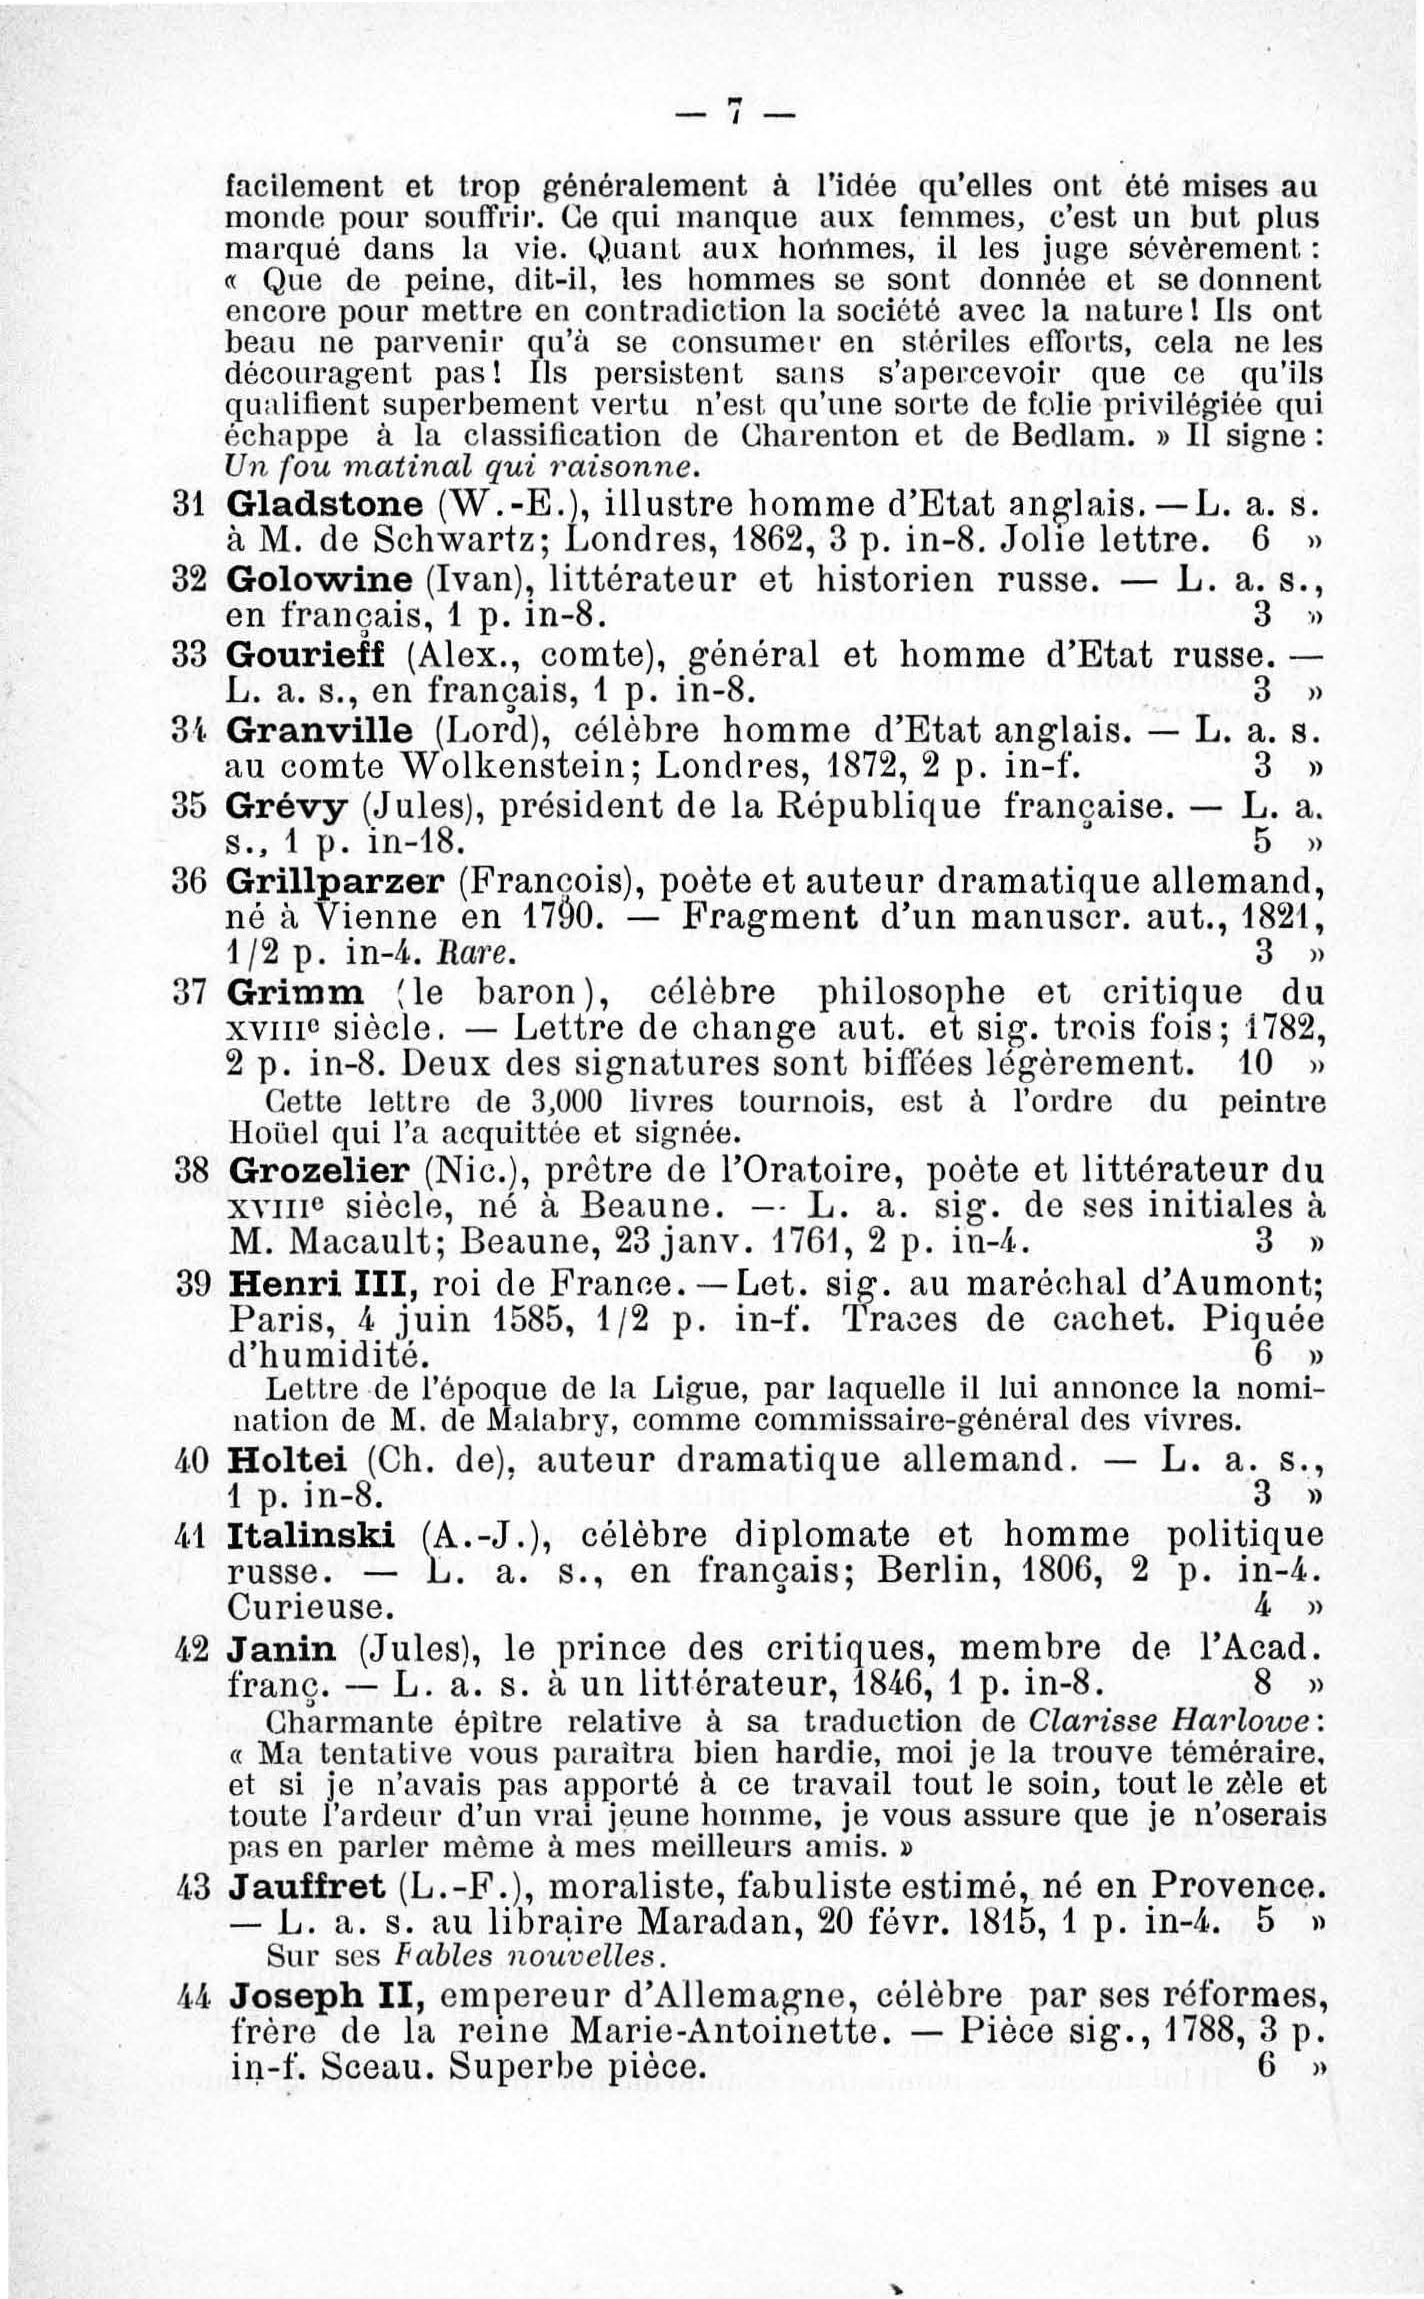 — 7 —
facilement et trop généralement à l'idée qu'elles ont été mises au
monde pour souffrir. Ce qui manque aux femmes, c'est un but plus
marqué dans la vie. Quant aux hommes, il les juge sévèrement :
« Que de peine, dit-il, les hommes se sont donnée et se donnent
encore pour mettre en contradiction la société avec la nature! Ils ont
beau ne parvenir qu'à se consumer en stériles efforts, cela ne les
décourageent pas! Ils persistent sans s'apercevoir que ce qu'ils
qualifient superbement vertu n'est qu'une sorte de folie privilégiée qui
échappe à la classification de Charenton et de Bedlam. » Il signe :
Un fou matinal qui raisonne.
31 Gladstone (W.-E.), illustre homme d'Etat anglais. — L. a. s.
à M. de Schwartz; Londres, 1862, 3 p. in-8. Jolie lettre. 6 »
32 Golowine (Ivan), littérateur et historien russe. — L. a. s.,
en français, 1 p. in-8. 3 »
33 Gourieff (Alex., comte), général et homme d'Etat russe. —
L. a. s., en français, 1 p. in-8. 3 »
34 Granville (Lord), célèbre homme d'Etat anglais. — L. a. s.
au comte Wolkenstein; Londres, 1872, 2 p. in-f. 3 »
35 Grévy (Jules), président de la République française. — L. a.
s., 1 p. in-18. 5 »
36 Grillparzer (François), poète et auteur dramatique allemand,
né à Vienne en 1790. — Fragment d'un manuscr. aut., 1821,
1/2 p. in-4. Rare. 3 »
37 Grimm (le baron), célèbre philosophe et critique du
XVIIIe siècle. — Lettre de change aut. et sig. trois fois; 1782,
2 p. in-8. Deux des signatures sont biffées légèrement. 10 »
Cette lettre de 3,000 livres tournois, est à l'ordre du peintre
Hoüel qui l'a acquittée et signée.
38 Grozelier (Nic.), prêtre de l'Oratoire, poète et littérateur du
XVIIIe siècle, né à Beaune. — L. a. sig. de ses initiales à
M. Macault; Beaune, 23 janv. 1761, 2 p. in-4. 3 »
39 Henri III, roi de France. — Let. sig. au maréchal d'Aumont;
Paris, 4 juin 1585, 1/2 p. in-f. Traces de cachet. Piquée
d'humidité. 6 »
Lettre de l'époque de la Ligue, par laquelle il lui annonce la nomi-
nation de M. de Malabry, comme commissaire-général des vivres.
40 Holtei (Ch. de), auteur dramatique allemand. — L. a. s.,
1 p. in-8. 3 »
41 Italinski (A.-J.), célèbre diplomate et homme politique
russe. — L. a. s., en français; Berlin, 1806, 2 p. in-4.
Curieuse. 4 »
42 Janin (Jules), le prince des critiques, membre de l'Acad.
franç. — L. a. s. à un littérateur, 1846, 1 p. in-8. 8 »
Charmante épître relative à sa traduction de Clarisse Harlowe :
« Ma tentative vous paraîtra bien hardie, moi je la trouve téméraire,
et si je n'avais pas apporté à ce travail tout le soin, tout le zèle et
toute l'ardeur d'un vrai jeune homme, je vous assure que je n'oserais
pas en parler même à mes meilleurs amis. »
43 Jauffret (L.-F.), moraliste, fabuliste estimé, né en Provence.
— L. a. s. au libraire Maradan, 20 févr. 1815, 1 p. in-4. 5 »
Sur ses Fables nouvelles.
44 Joseph II, empereur d'Allemagne, célèbre par ses réformes,
frère de la reine Marie-Antoinette. — Pièce sig., 1788, 3 p.
in-f. Sceau. Superbe pièce. 6 »